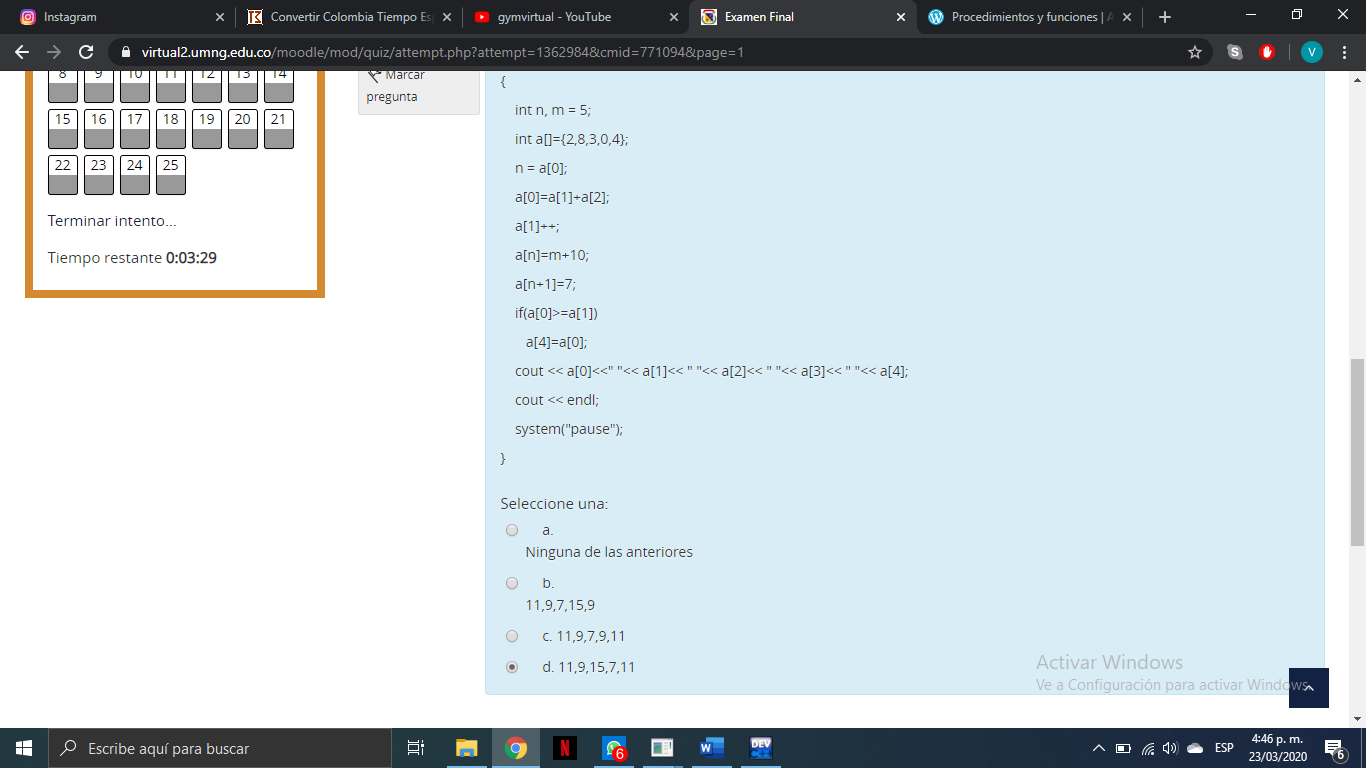 Instagram
Convertir Colombia Tiempo Es
gymvirtual - YouTube
Examen Final
Procedimientos y funciones | A
virtual2.umng.edu.co/moodle/mod/quiz/attempt.php?attempt=1362984&cmid=771094&page=1
V
8 9 10 11 12 13 14
15 16 17 18 19 20 21
22 23 24 25
Terminar intento...
Tiempo restante 0:03:29
Marcar
pregunta
{
int n, m = 5;
int a[]={2,8,3,0,4};
n = a[0];
a[0]=a[1]+a[2];
a[1]++;
a[n]=m+10;
a[n+1]=7;
if(a[0]>=a[1])
a[4]=a[0];
cout << a[0]<<" "<< a[1]<< " "<< a[2]<< " "<< a[3]<< " "<< a[4];
cout << endl;
system("pause");
}
Seleccione una:
a.
Ninguna de las anteriores
b.
11,9,7,15,9
c. 11,9,7,9,11
d. 11,9,15,7,11
Activar Windows
Ve a Configuración para activar Windows.
Escribe aquí para buscar
N
6
W
DEV
ESP
4:46 p. m.
23/03/2020
6